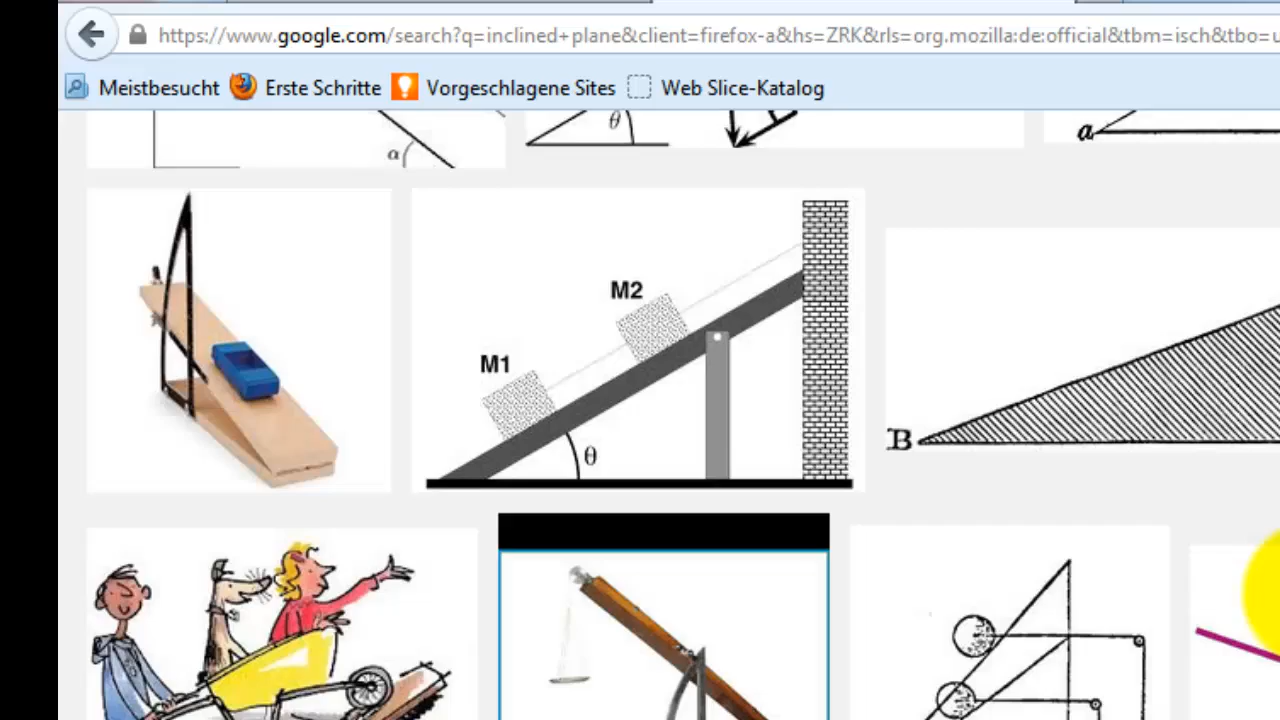 https://www.google.com/search?q=inclined+plane&client=firefox-a&hs=ZRK&rls=org.mozilla:de:official&tbm=isch&tbo=u
Meistbesucht Erste Schritte Vorgeschlagene Sites Web Slice-Katalog
α
θ
a
M2
M1
θ
B